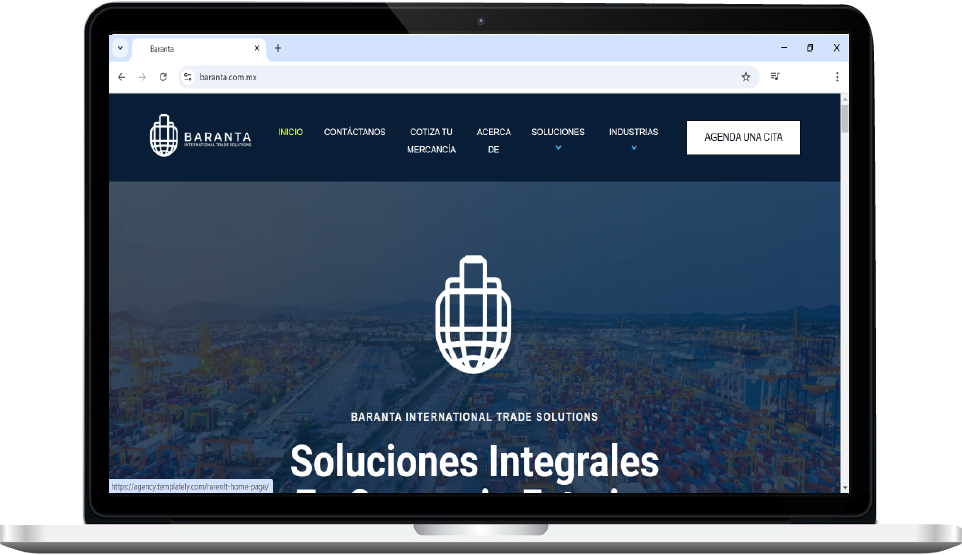 Baranta
baranta.com.mx
BARANTA
INTERNATIONAL TRADE SOLUTIONS
INICIO
CONTÁCTANOS
COTIZA TU
MERCANCÍA
ACERCA
DE
SOLUCIONES
INDUSTRIAS
AGENDA UNA CITA
BARANTA INTERNATIONAL TRADE SOLUTIONS
Soluciones Integrales
https://agency.templately.com/rarenft-home-page/